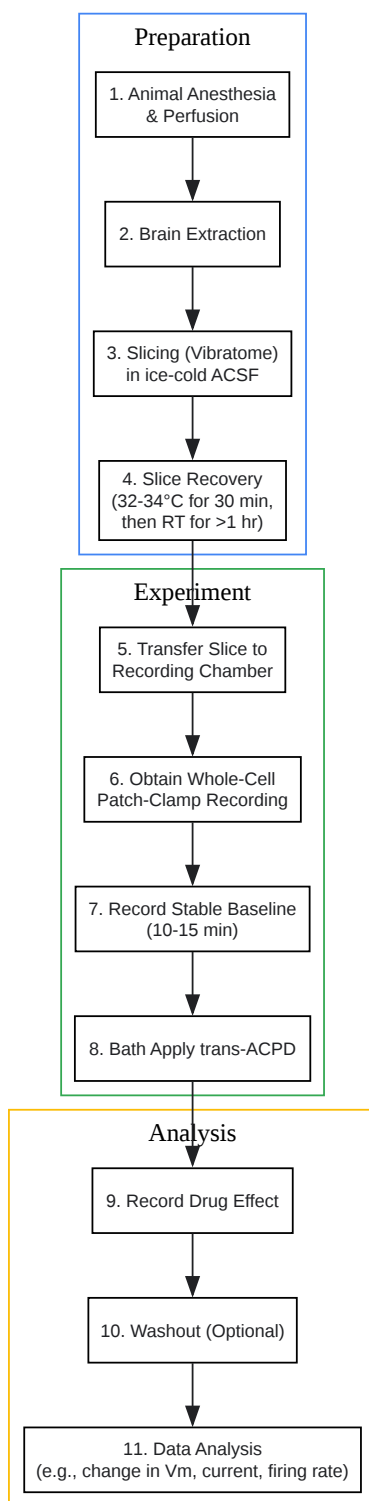 Preparation
1. Animal Anesthesia
& Perfusion
2. Brain Extraction
3. Slicing (Vibratome)
in ice-cold ACSF
4. Slice Recovery
(32-34°C for 30 min,
then RT for >1 hr)
Experiment
5. Transfer Slice to
Recording Chamber
6. Obtain Whole-Cell
Patch-Clamp Recording
7. Record Stable Baseline
(10-15 min)
8. Bath Apply trans-ACPD
Analysis
9. Record Drug Effect
10. Washout (Optional)
11. Data Analysis
(e.g., change in Vm, current, firing rate)